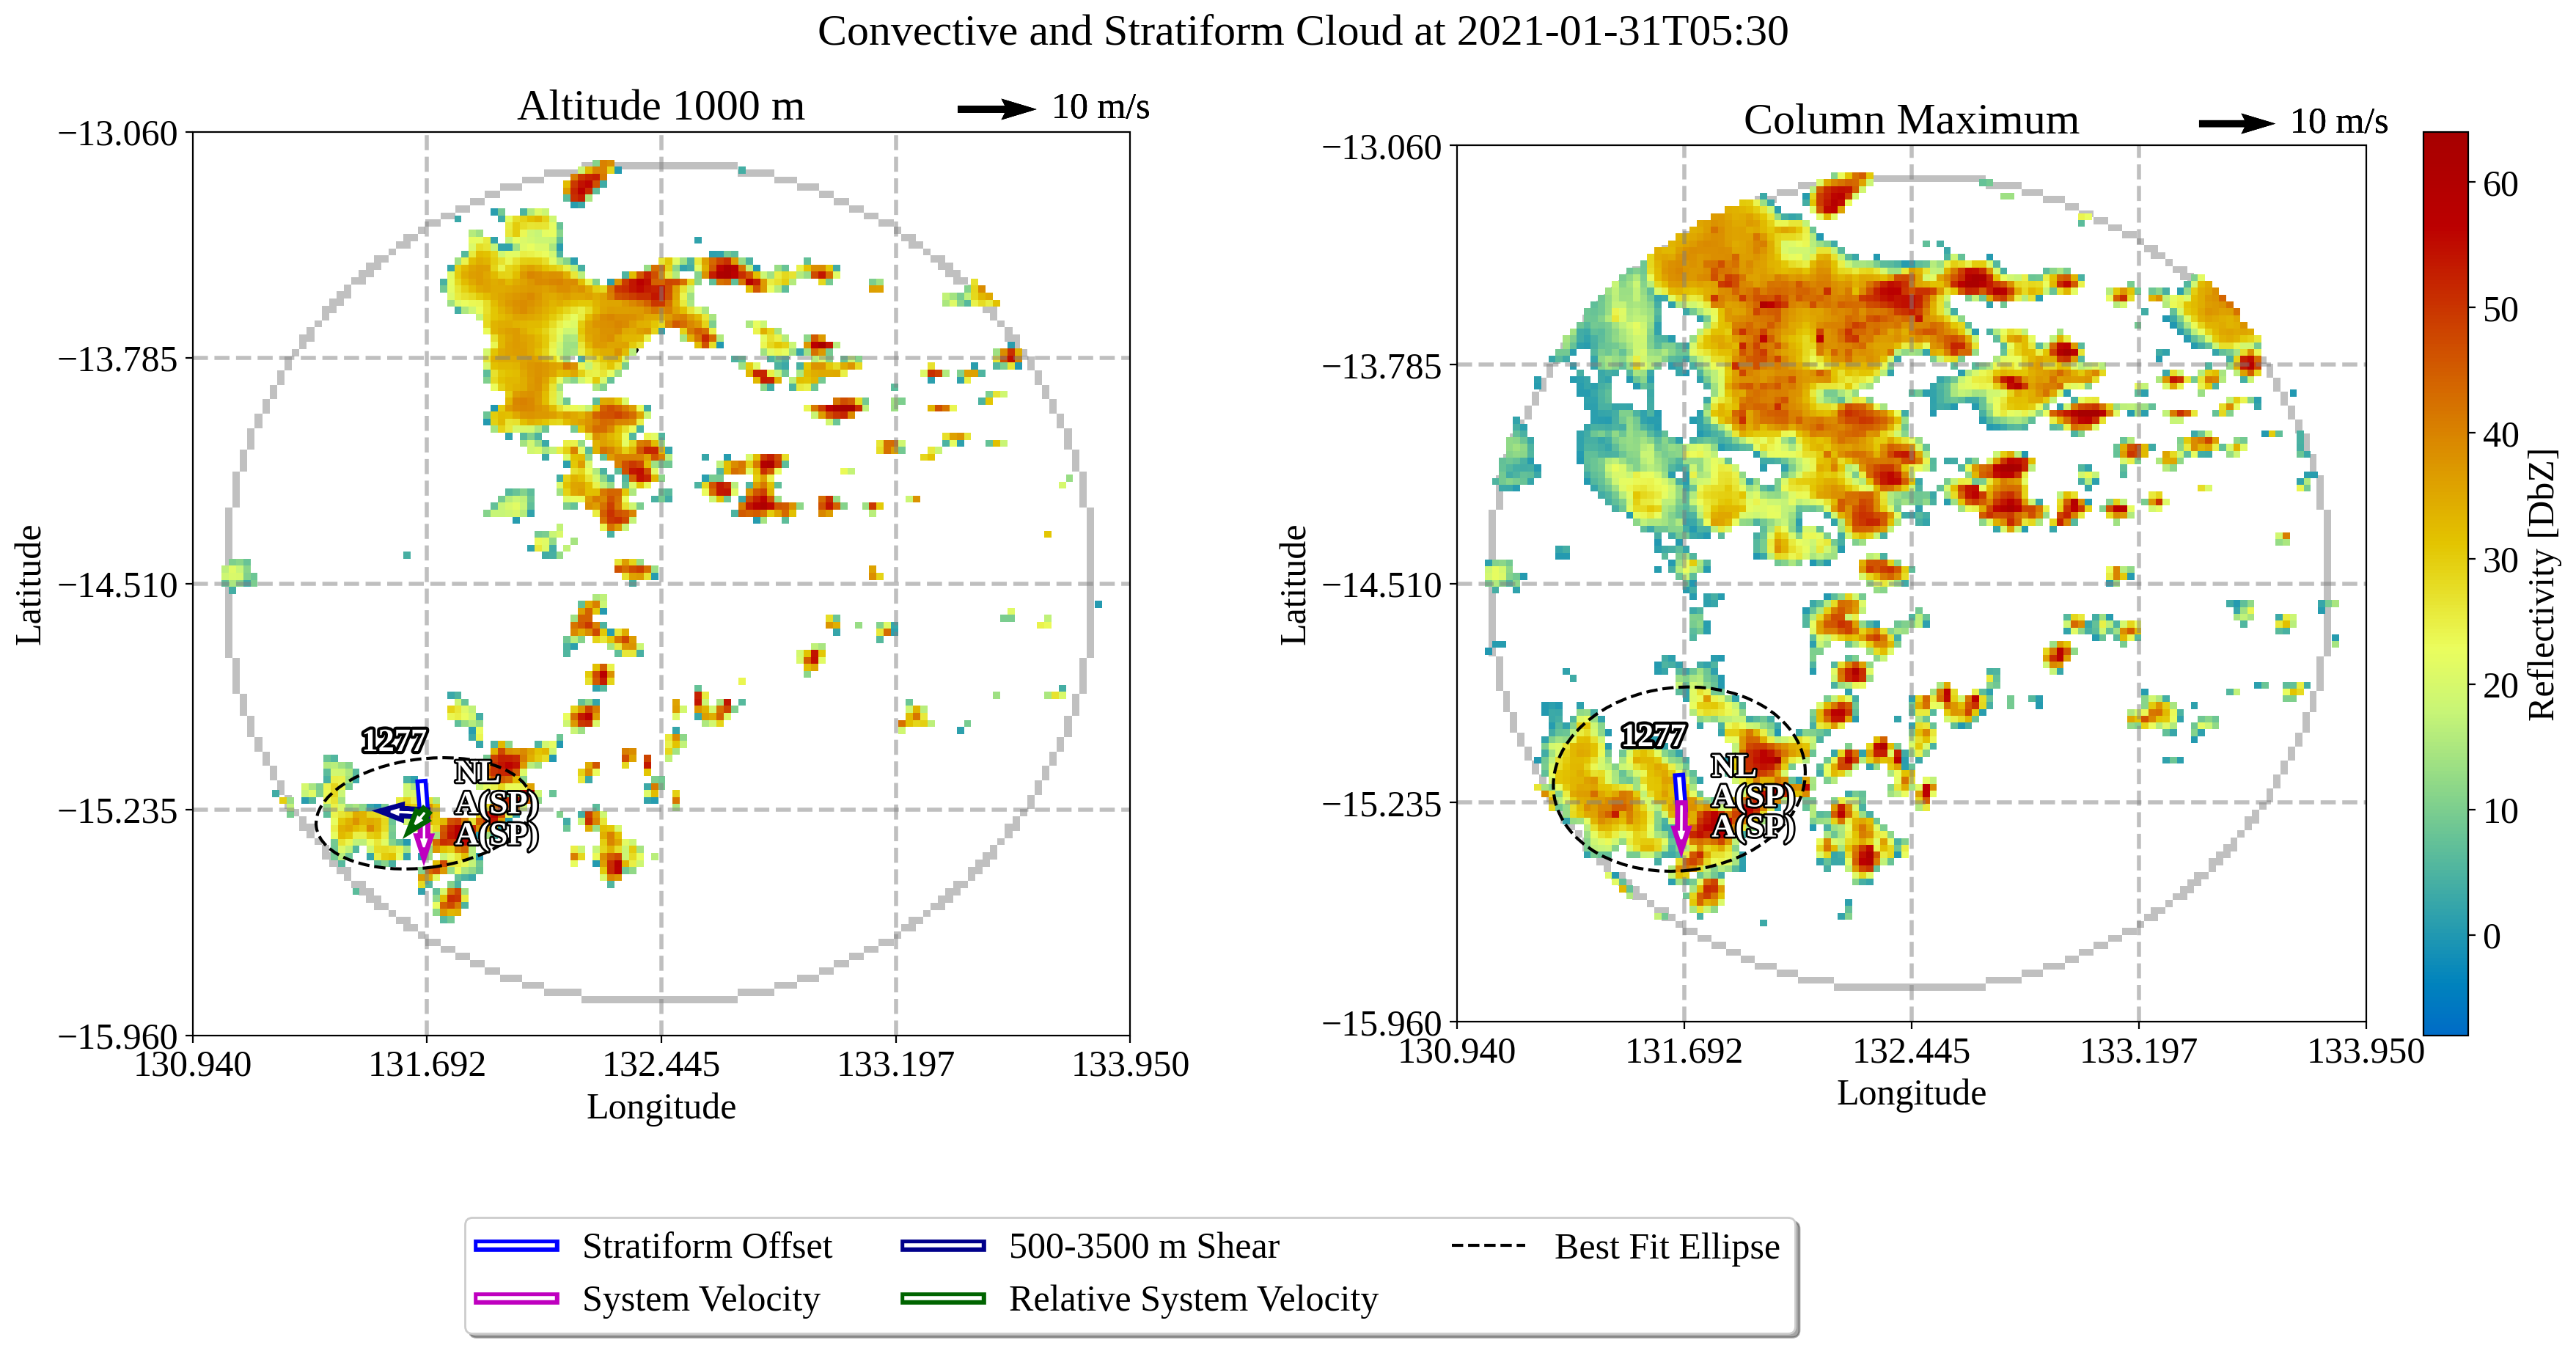 Convective and Stratiform Cloud at 2021-01-31T05:30
Altitude 1000 m
10 m/s
Column Maximum
10 m/s
−13.060
−13.785
−14.510
−15.235
−15.960
Latitude
130.940
131.692
132.445
133.197
133.950
Longitude
1277
NL
A(SP)
A(SP)
−13.060
−13.785
−14.510
−15.235
−15.960
Latitude
130.940
131.692
132.445
133.197
133.950
Longitude
1277
NL
A(SP)
A(SP)
60
50
40
30
20
10
0
Reflectivity [DbZ]
Stratiform Offset
System Velocity
500-3500 m Shear
Relative System Velocity
Best Fit Ellipse